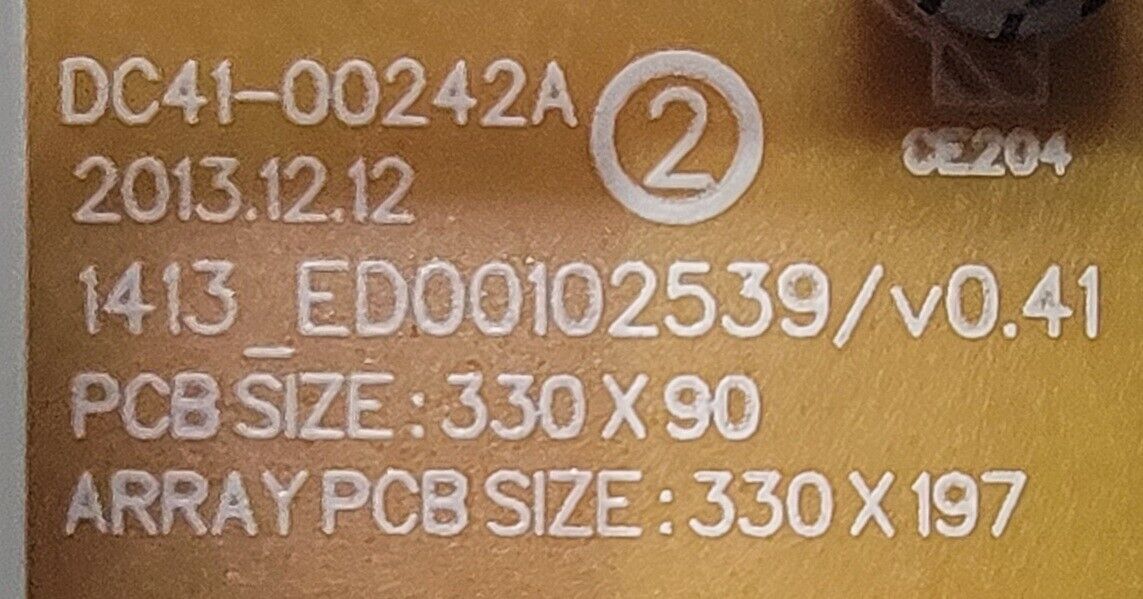 DC41-00242A
2
2013.12.12
CE204
1413_ED00102539/v0.41
PCB SIZE : 330 X 90
ARRAY PCB SIZE : 330 X 197